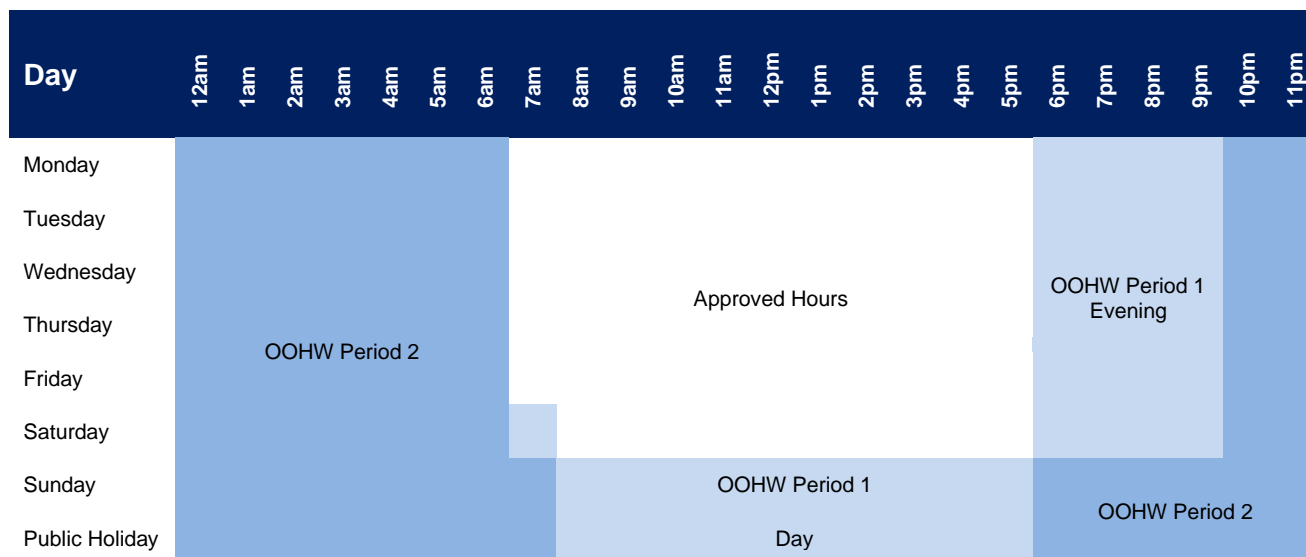 Day 12am 1am 2am 3am 4am 5am 6am 7am 8am 9am 10am 11am 12pm 1pm 2pm 3pm 4pm 5pm 6pm 7pm 8pm 9pm 10pm 11pm
Monday
Tuesday
Wednesday
Thursday
Friday
Saturday
Sunday
Public Holiday
OOHW Period 2
Approved Hours
OOHW Period 1
Evening
OOHW Period 1
Day
OOHW Period 2